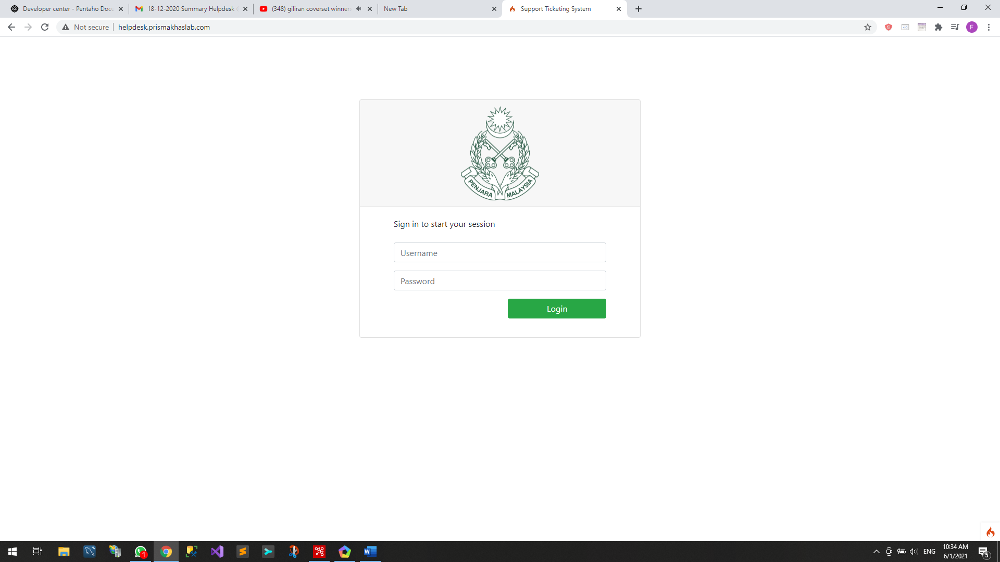 Developer center - Pentaho Docu
18-12-2020 Summary Helpdesk
(348) giliran coverset winner
New Tab
Support Ticketing System
Not secure
helpdesk.prismakhaslab.com
F
PENJARA MALAYSIA
Sign in to start your session
Username
Password
Login
1
W
ENG
10:34 AM
6/1/2021
5